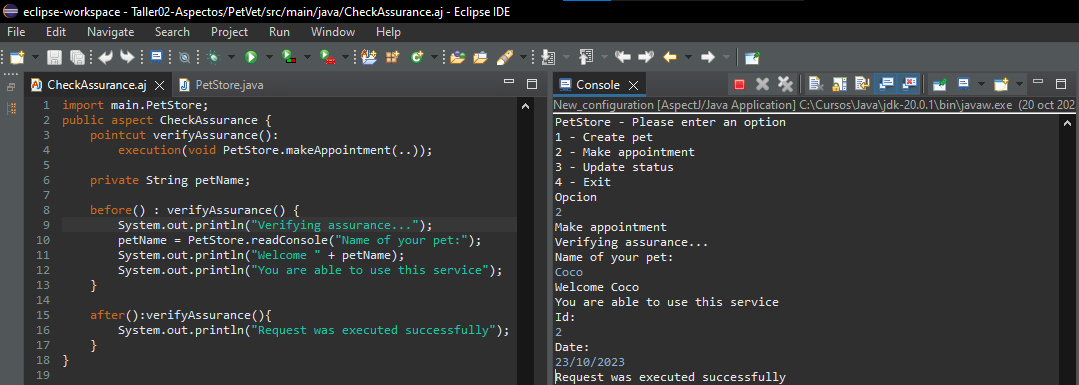 eclipse-workspace - Taller02-Aspectos/PetVet/src/main/java/CheckAssurance.aj - Eclipse IDE
File Edit Navigate Search Project Run Window Help
CheckAssurance.aj PetStore.java
1 import main.PetStore;
2 public aspect CheckAssurance {
3 pointcut verifyAssurance():
4 execution(void PetStore.makeAppointment(..));
5
6 private String petName;
7
8 before() : verifyAssurance() {
9 System.out.println("Verifying assurance...");
10 petName = PetStore.readConsole("Name of your pet:");
11 System.out.println("Welcome " + petName);
12 System.out.println("You are able to use this service");
13 }
14
15 after():verifyAssurance(){
16 System.out.println("Request was executed successfully");
17 }
18 }
19
Console
New_configuration [AspectJ/Java Application] C:\Cursos\Java\jdk-20.0.1\bin\javaw.exe (20 oct 202
PetStore - Please enter an option
1 - Create pet
2 - Make appointment
3 - Update status
4 - Exit
Opcion
2
Make appointment
Verifying assurance...
Name of your pet:
Coco
Welcome Coco
You are able to use this service
Id:
2
Date:
23/10/2023
Request was executed successfully